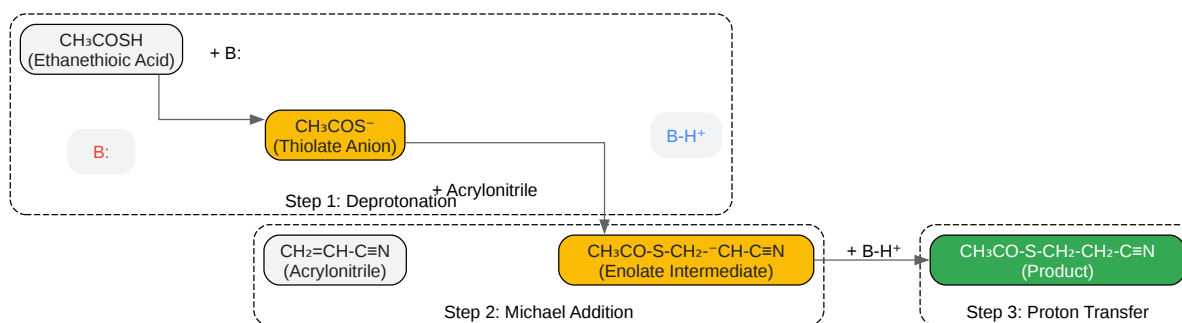 CH₃COSH
(Ethanethioic Acid)
+ B:
CH₃COS⁻
(Thiolate Anion)
B:
B-H⁺
+ Acrylonitrile
Step 1: Deprotonation
CH₂=CH-C≡N
(Acrylonitrile)
CH₃CO-S-CH₂-⁻CH-C≡N
(Enolate Intermediate)
+ B-H⁺
CH₃CO-S-CH₂-CH₂-C≡N
(Product)
Step 2: Michael Addition
Step 3: Proton Transfer